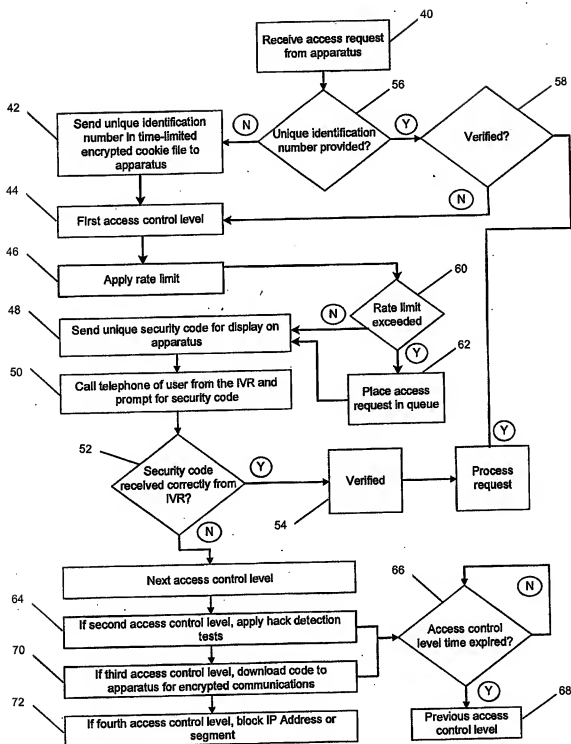 40
Receive access request
from apparatus
56
58
42
Send unique identification
number in time-limited
encrypted cookie file to
apparatus
N
Unique identification
number provided?
Y
Verified?
44
First access control level
N
46
Apply rate limit
60
Rate limit
exceeded
N
48
Send unique security code for display on
apparatus
Y
62
50
Call telephone of user from the IVR and
prompt for security code
Place access
request in queue
52
Security code
received correctly from
IVR?
Y
Verified
54
Process
request
Y
N
Next access control level
64
If second access control level, apply hack detection
tests
66
N
Access control
level time expired?
70
If third access control level, download code to
apparatus for encrypted communications
Y
72
If fourth access control level, block IP Address or
segment
Previous access
control level
68